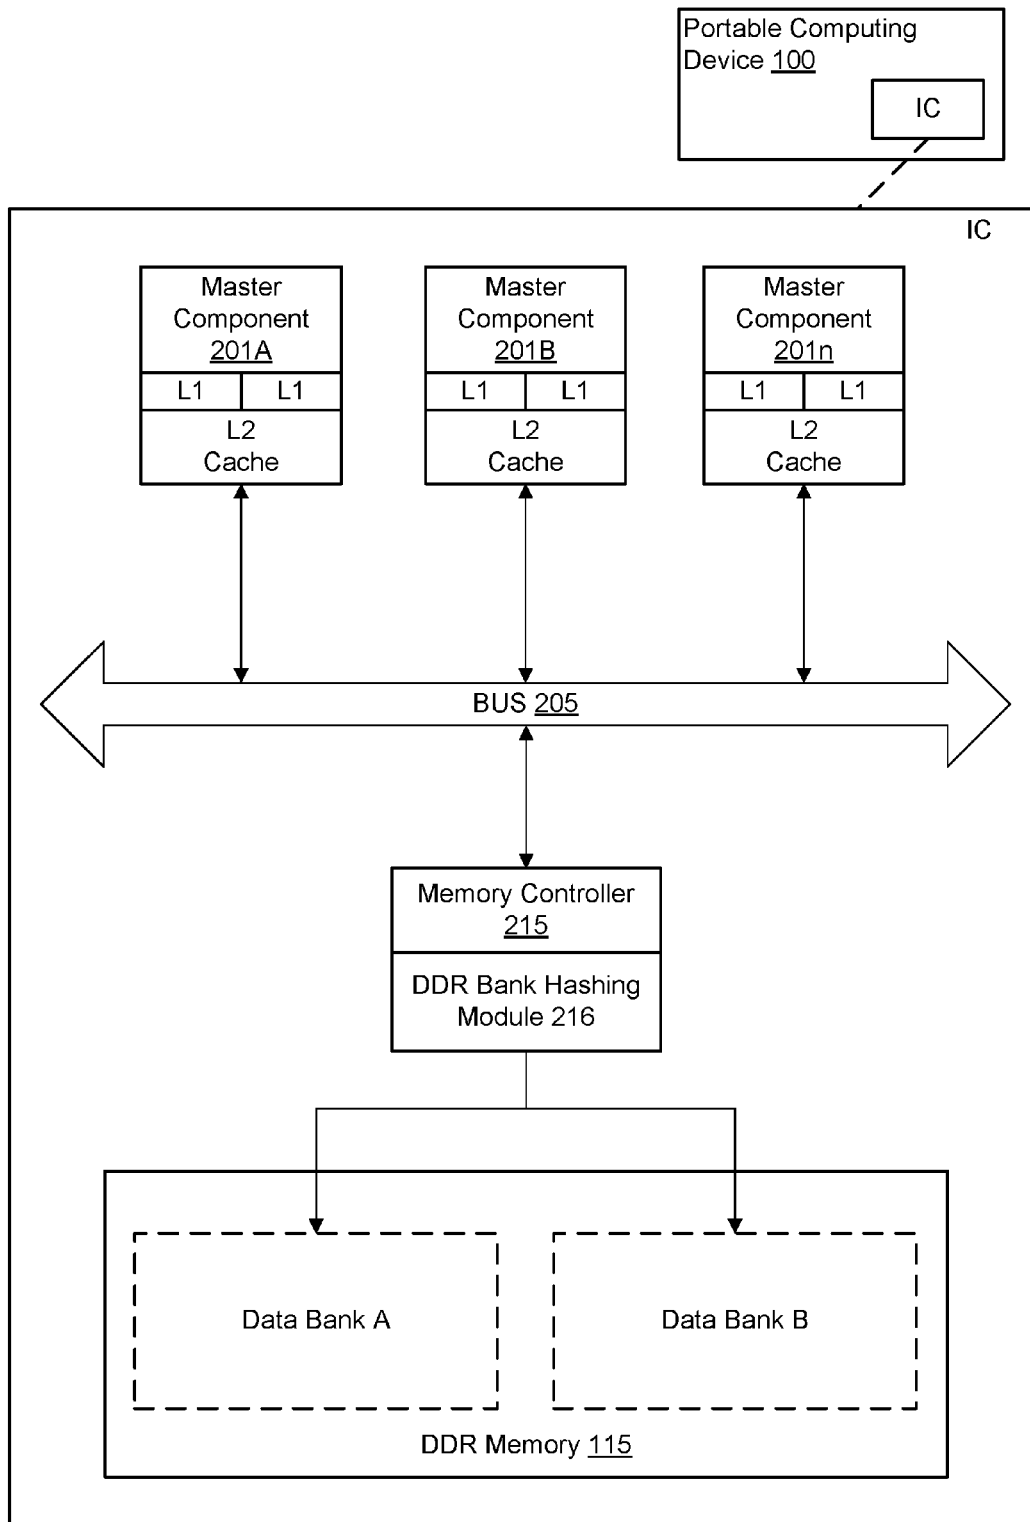 Portable Computing
Device 100
IC
IC
Master
Component
201A
L1 L1
L2
Cache
Master
Component
201B
L1 L1
L2
Cache
Master
Component
201n
L1 L1
L2
Cache
BUS 205
Memory Controller
215
DDR Bank Hashing
Module 216
Data Bank A
Data Bank B
DDR Memory 115